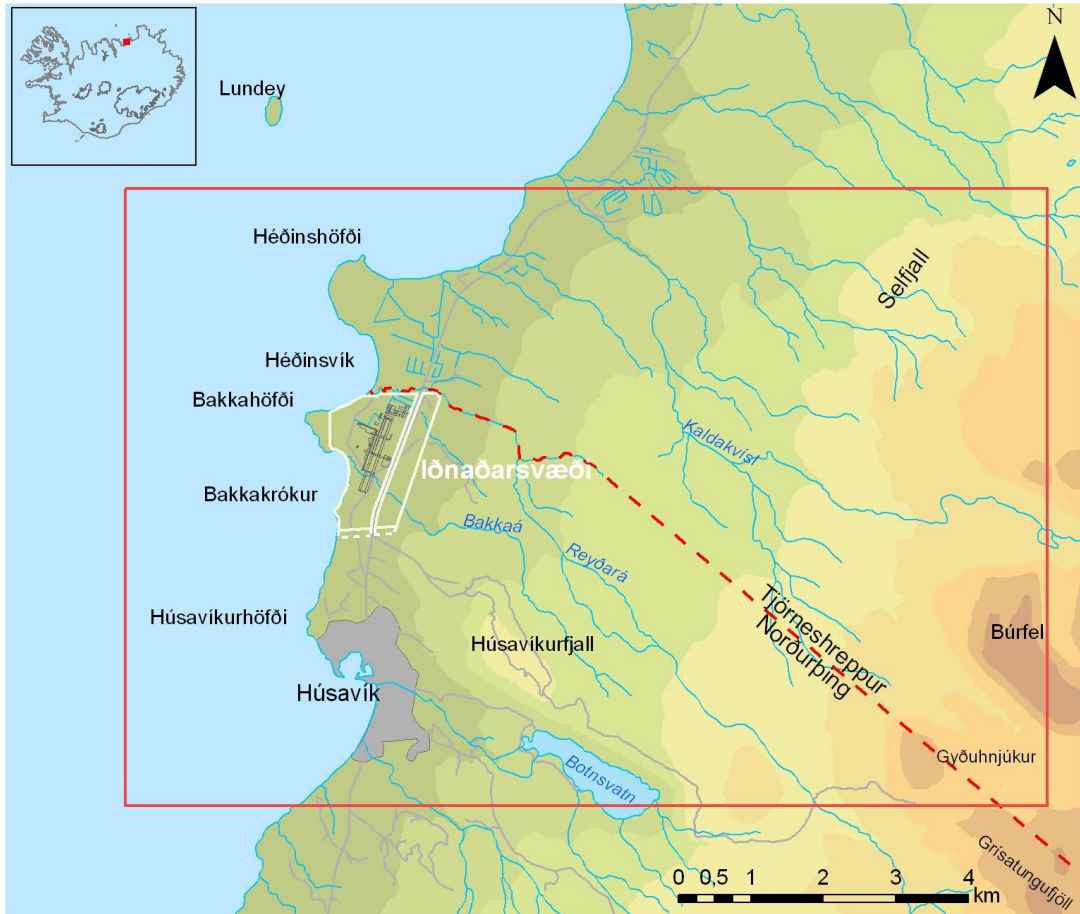 N
Lundey
Héðinshöfði
Selfjall
Héðinsvík
Bakkahöfði
Kaldakvísl
Iðnaðarsvæði
Bakkakrókur
Bakkaá
Reyðará
Tjörneshreppur
Norðurþing
Húsavíkurhöfði
Húsavíkurfjall
Búrfel
Húsavík
Gyðuhnjúkur
Botnsvatn
Grísatungufjöll
0 0,5 1 2 3 4
km